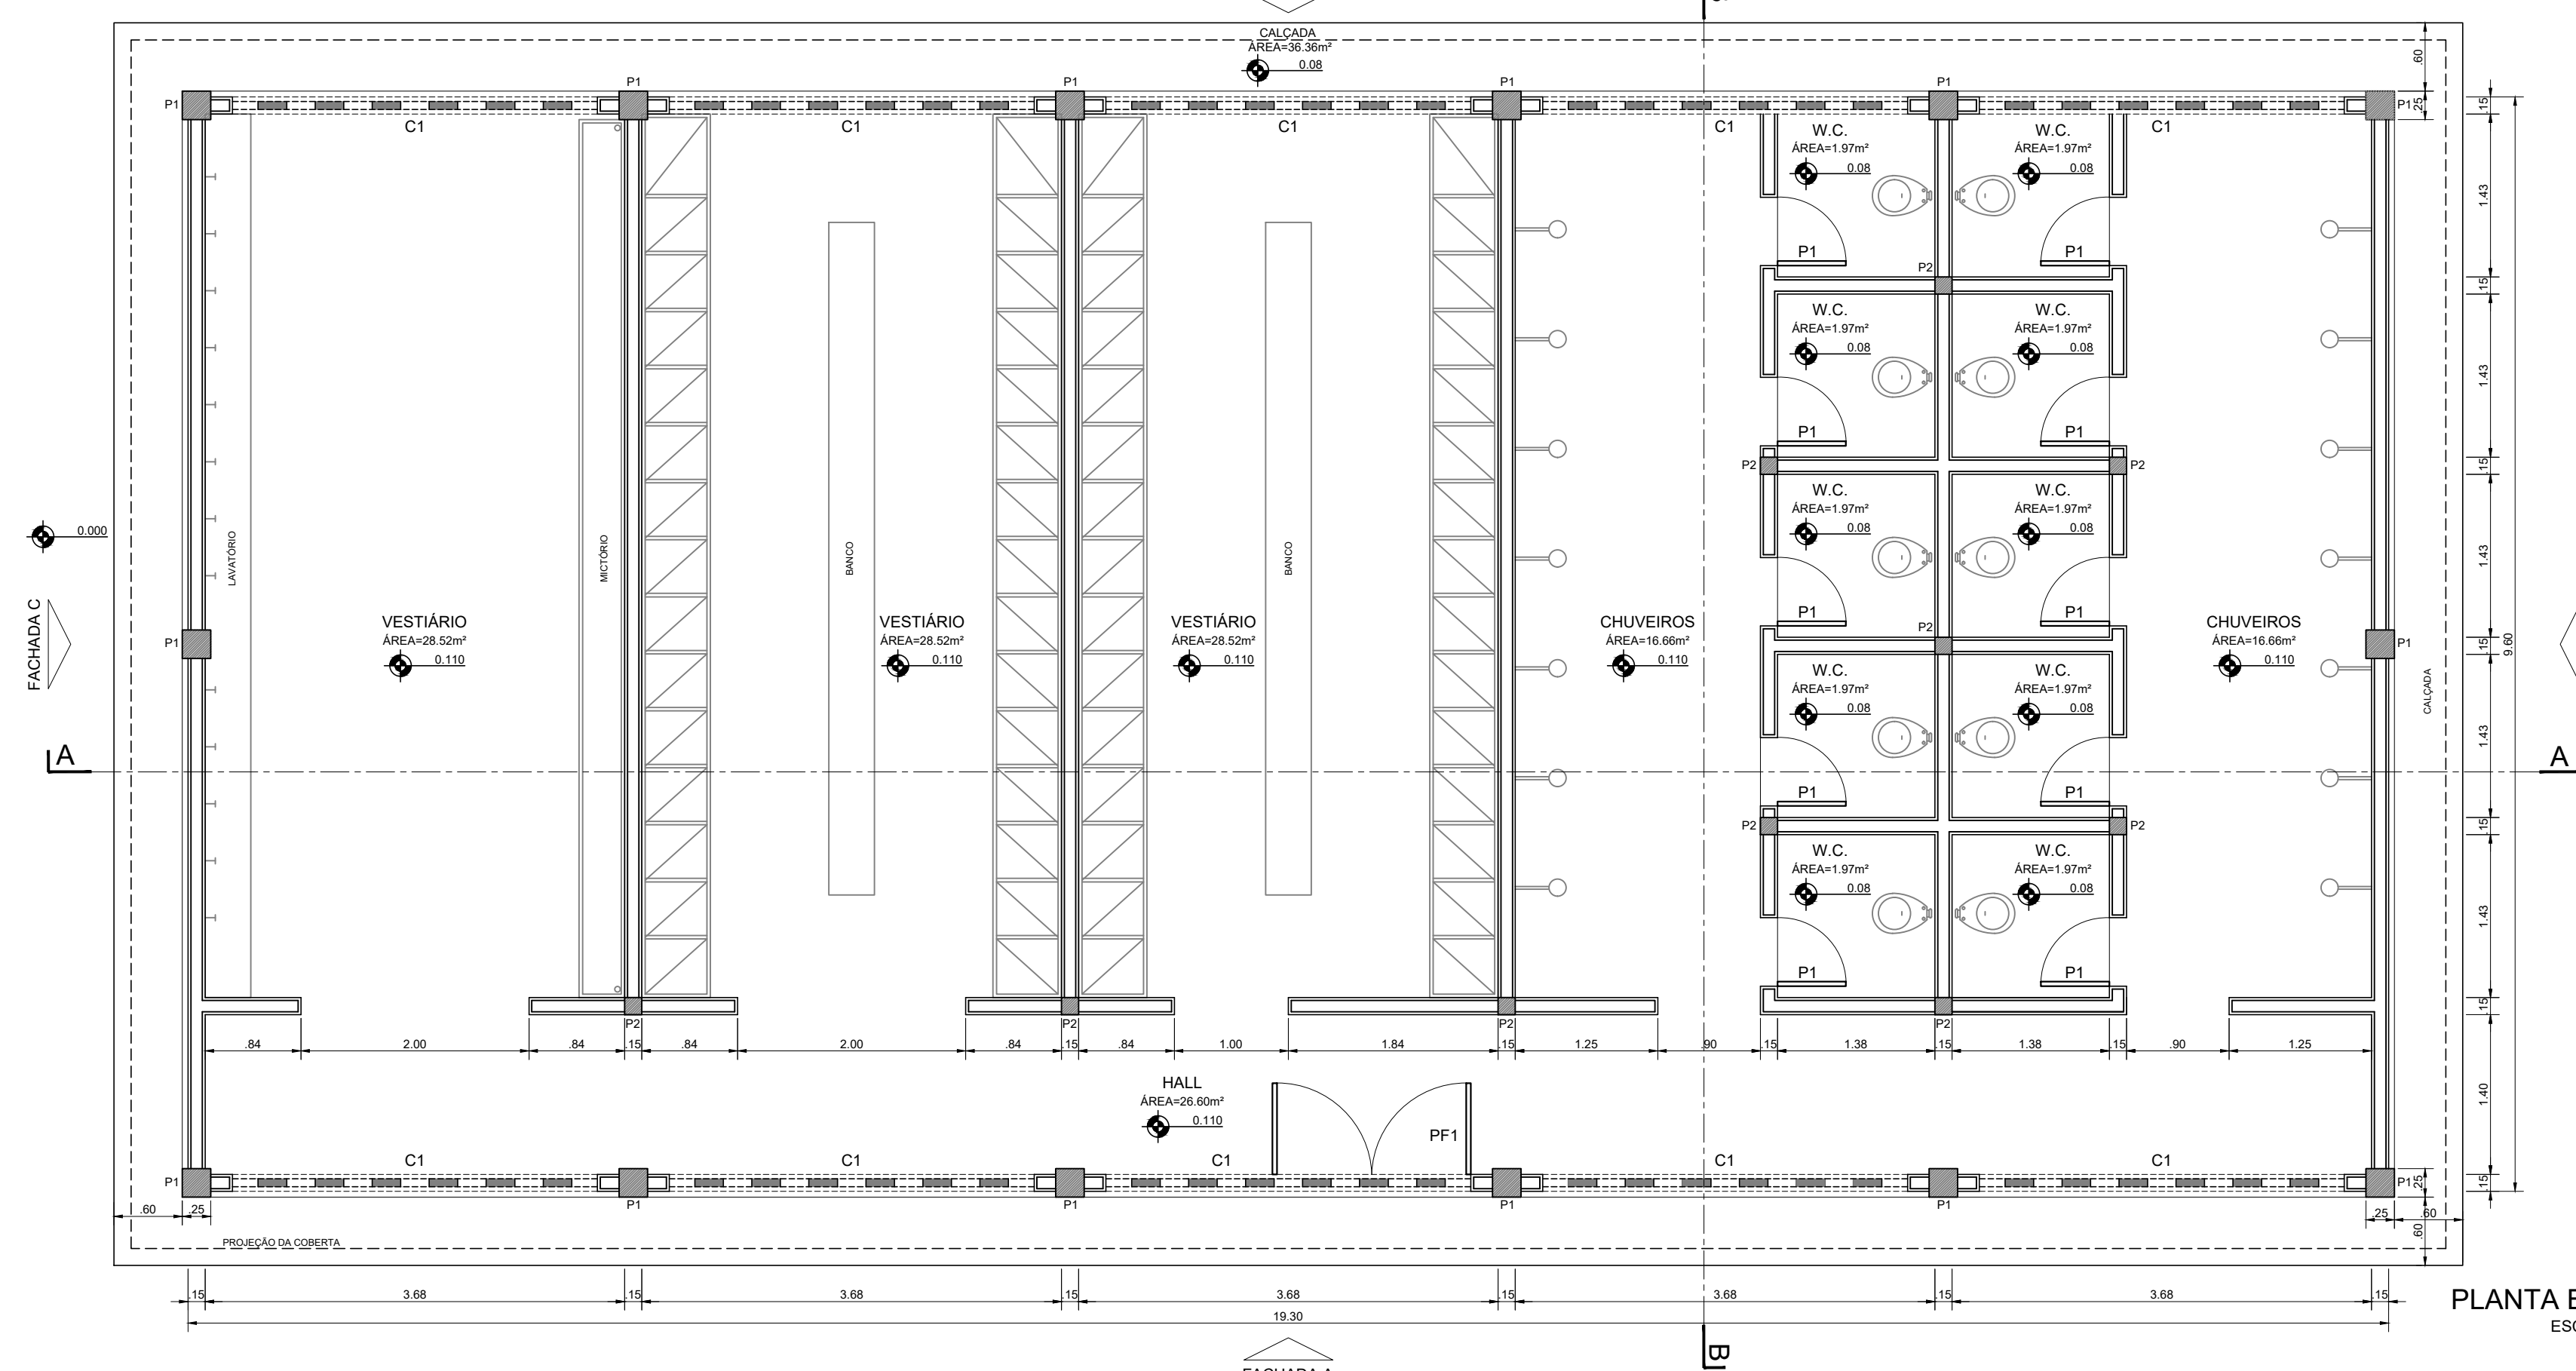 CALÇADA
ÁREA=36.36m²
0.08
.60
P1
P1
P1
P1
P1
P1
.25
.15
C1
C1
C1
C1
C1
W.C.
ÁREA=1.97m²
0.08
W.C.
ÁREA=1.97m²
0.08
1.43
P1
P1
P2
.15
W.C.
ÁREA=1.97m²
0.08
W.C.
ÁREA=1.97m²
0.08
1.43
P1
P1
P2
P2
.15
W.C.
ÁREA=1.97m²
0.08
W.C.
ÁREA=1.97m²
0.08
1.43
0.000
LAVATÓRIO
MICTÓRIO
BANCO
BANCO
FACHADA C
P1
P1
P2
VESTIÁRIO
ÁREA=28.52m²
0.110
VESTIÁRIO
ÁREA=28.52m²
0.110
VESTIÁRIO
ÁREA=28.52m²
0.110
CHUVEIROS
ÁREA=16.66m²
0.110
CHUVEIROS
ÁREA=16.66m²
0.110
P1
P1
.15
9.60
W.C.
ÁREA=1.97m²
0.08
W.C.
ÁREA=1.97m²
0.08
CALÇADA
1.43
A
A
P1
P1
P2
P2
.15
W.C.
ÁREA=1.97m²
0.08
W.C.
ÁREA=1.97m²
0.08
1.43
P1
P1
.15
P2
P2
P2
P2
.84
2.00
.84
.15
.84
2.00
.84
.15
.84
1.00
1.84
.15
1.25
.90
.15
1.38
.15
1.38
.15
.90
1.25
1.40
HALL
ÁREA=26.60m²
0.110
PF1
C1
C1
C1
C1
C1
P1
P1
P1
P1
P1
P1
.25
.15
.60
.25
.25
.60
.60
PROJEÇÃO DA COBERTA
.15
3.68
.15
3.68
.15
3.68
.15
3.68
.15
3.68
.15
19.30
PLANTA
B